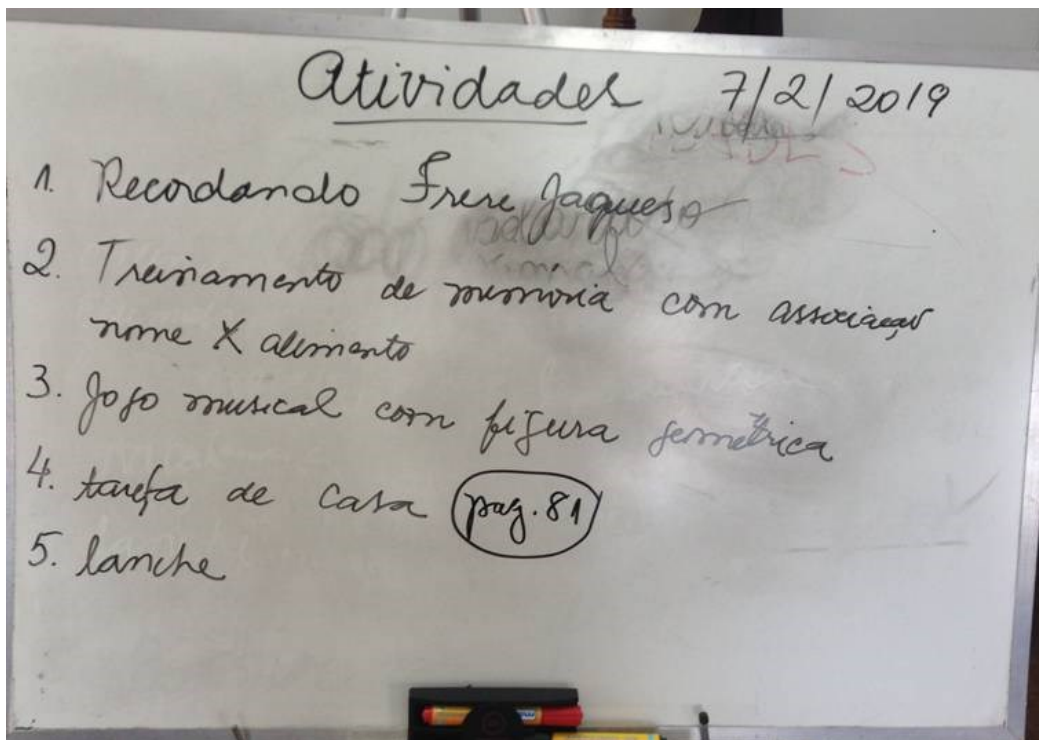 Atividades 7/2/2019
1. Recordando Frere Jaques
2. Treinamento de memoria com associação
nome X alimento
3. Jogo musical com figura geométrica
4. tarefa de casa (pag. 81)
5. lanche